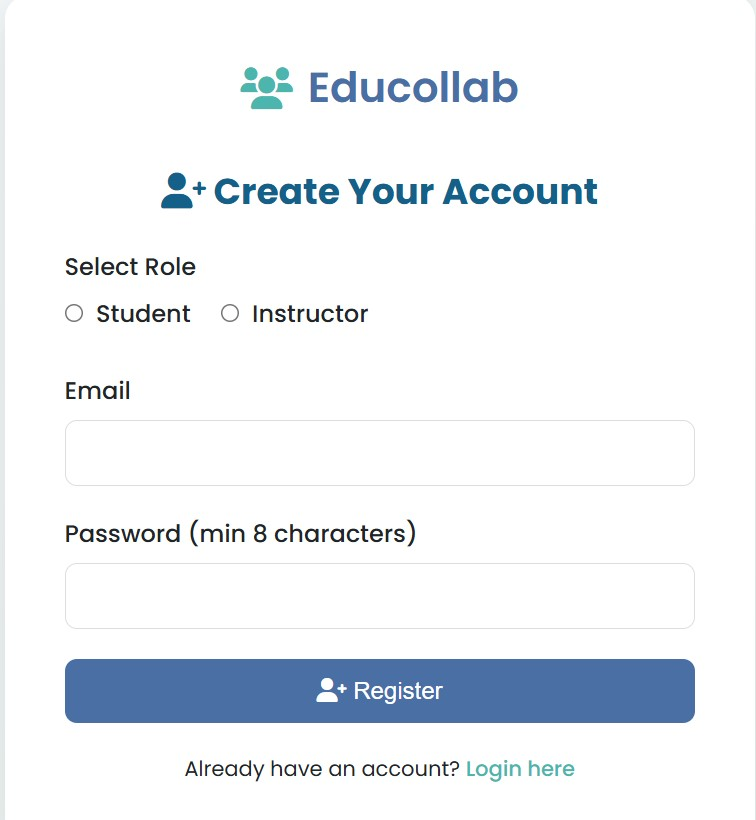 Educollab
Create Your Account
Select Role
Student Instructor
Email
Password (min 8 characters)
Register
Already have an account? Login here